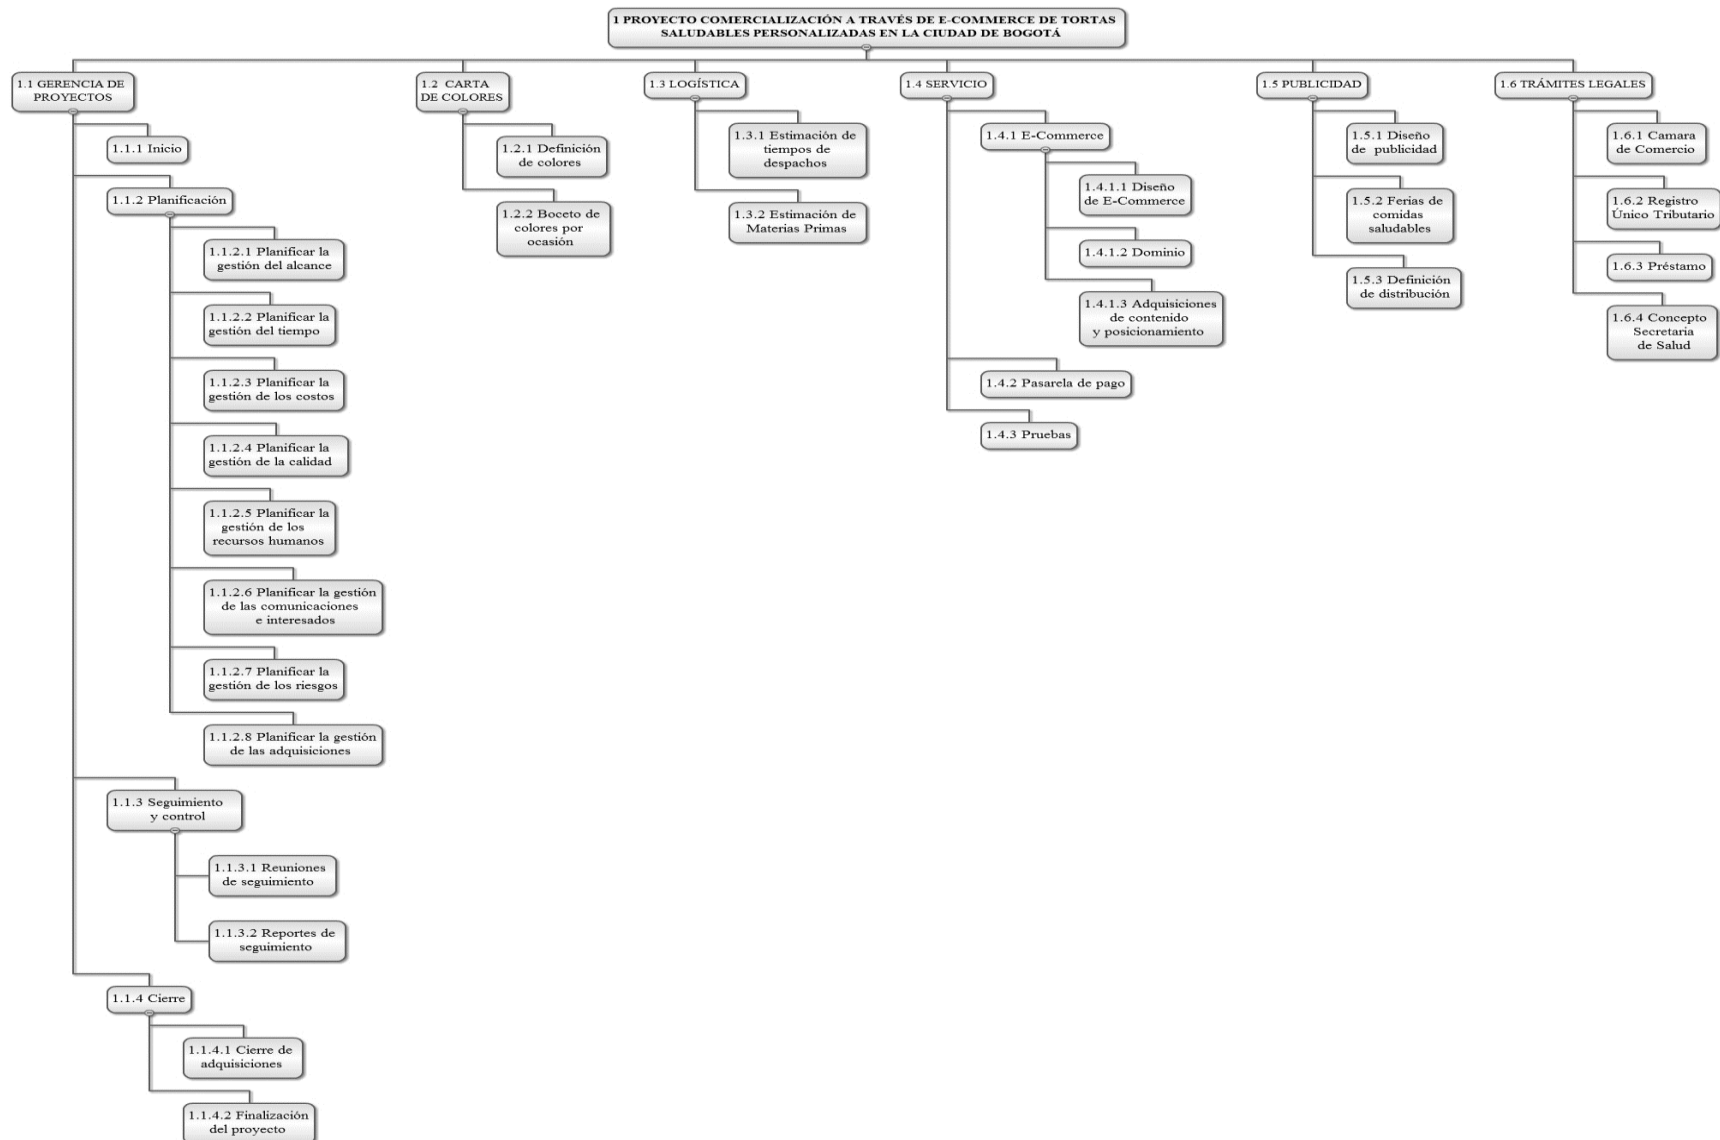 1 PROYECTO COMERCIALIZACIÓN A TRAVÉS DE E-COMMERCE DE TORTAS
SALUDABLES PERSONALIZADAS EN LA CIUDAD DE BOGOTÁ
1.1 GERENCIA DE
PROYECTOS
1.1.1 Inicio
1.1.2 Planificación
1.1.2.1 Planificar la
gestión del alcance
1.1.2.2 Planificar la
gestión del tiempo
1.1.2.3 Planificar la
gestión de los costos
1.1.2.4 Planificar la
gestión de la calidad
1.1.2.5 Planificar la
gestión de los
recursos humanos
1.1.2.6 Planificar la gestión
de las comunicaciones
e interesados
1.1.2.7 Planificar la
gestión de los riesgos
1.1.2.8 Planificar la gestión
de las adquisiciones
1.1.3 Seguimiento
y control
1.1.3.1 Reuniones
de seguimiento
1.1.3.2 Reportes de
seguimiento
1.1.4 Cierre
1.1.4.1 Cierre de
adquisiciones
1.1.4.2 Finalización
del proyecto
1.2 CARTA
DE COLORES
1.2.1 Definición
de colores
1.2.2 Boceto de
colores por
ocasión
1.3 LOGÍSTICA
1.3.1 Estimación de
tiempos de
despachos
1.3.2 Estimación de
Materias Primas
1.4 SERVICIO
1.4.1 E-Commerce
1.4.1.1 Diseño
de E-Commerce
1.4.1.2 Dominio
1.4.1.3 Adquisiciones
de contenido
y posicionamiento
1.4.2 Pasarela de pago
1.4.3 Pruebas
1.5 PUBLICIDAD
1.5.1 Diseño
de publicidad
1.5.2 Ferias de
comidas
saludables
1.5.3 Definición
de distribución
1.6 TRÁMITES LEGALES
1.6.1 Camara
de Comercio
1.6.2 Registro
Único Tributario
1.6.3 Préstamo
1.6.4 Concepto
Secretaria
de Salud